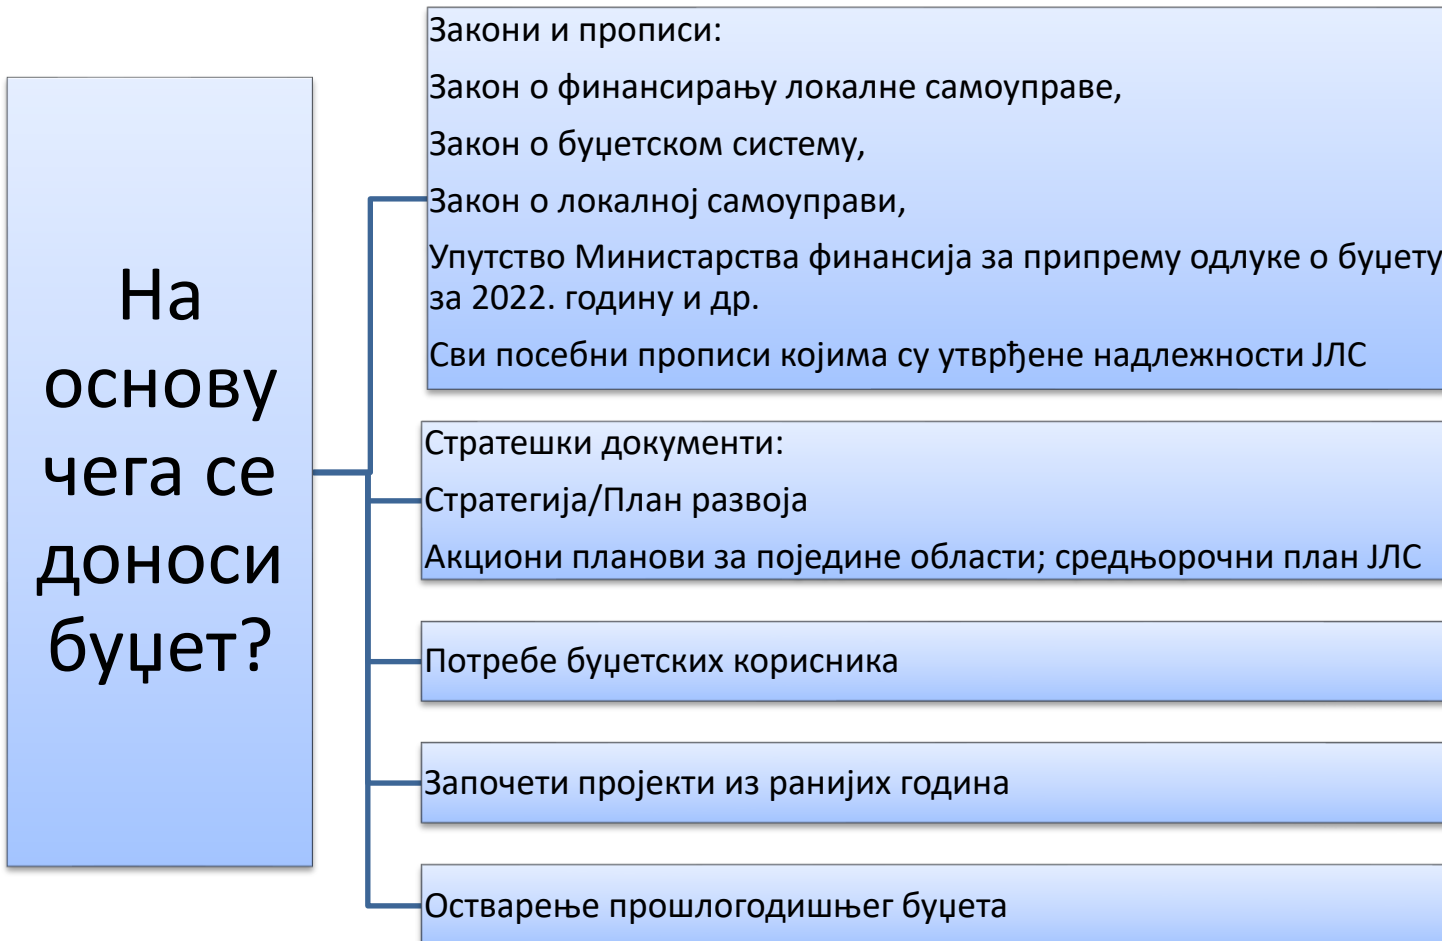 На
основу
чега се
доноси
буџет?
Закони и прописи:
Закон о финансирању локалне самоуправе,
Закон о буџетском систему,
Закон о локалној самоуправи,
Упутство Министарства финансија за припрему одлуке о буџету
за 2022. годину и др.
Сви посебни прописи којима су утврђене надлежности ЈЛС
Стратешки документи:
Стратегија/План развоја
Акциони планови за поједине области; средњорочни план ЈЛС
Потребе буџетских корисника
Започети пројекти из ранијих година
Остварење прошлогодишњег буџета